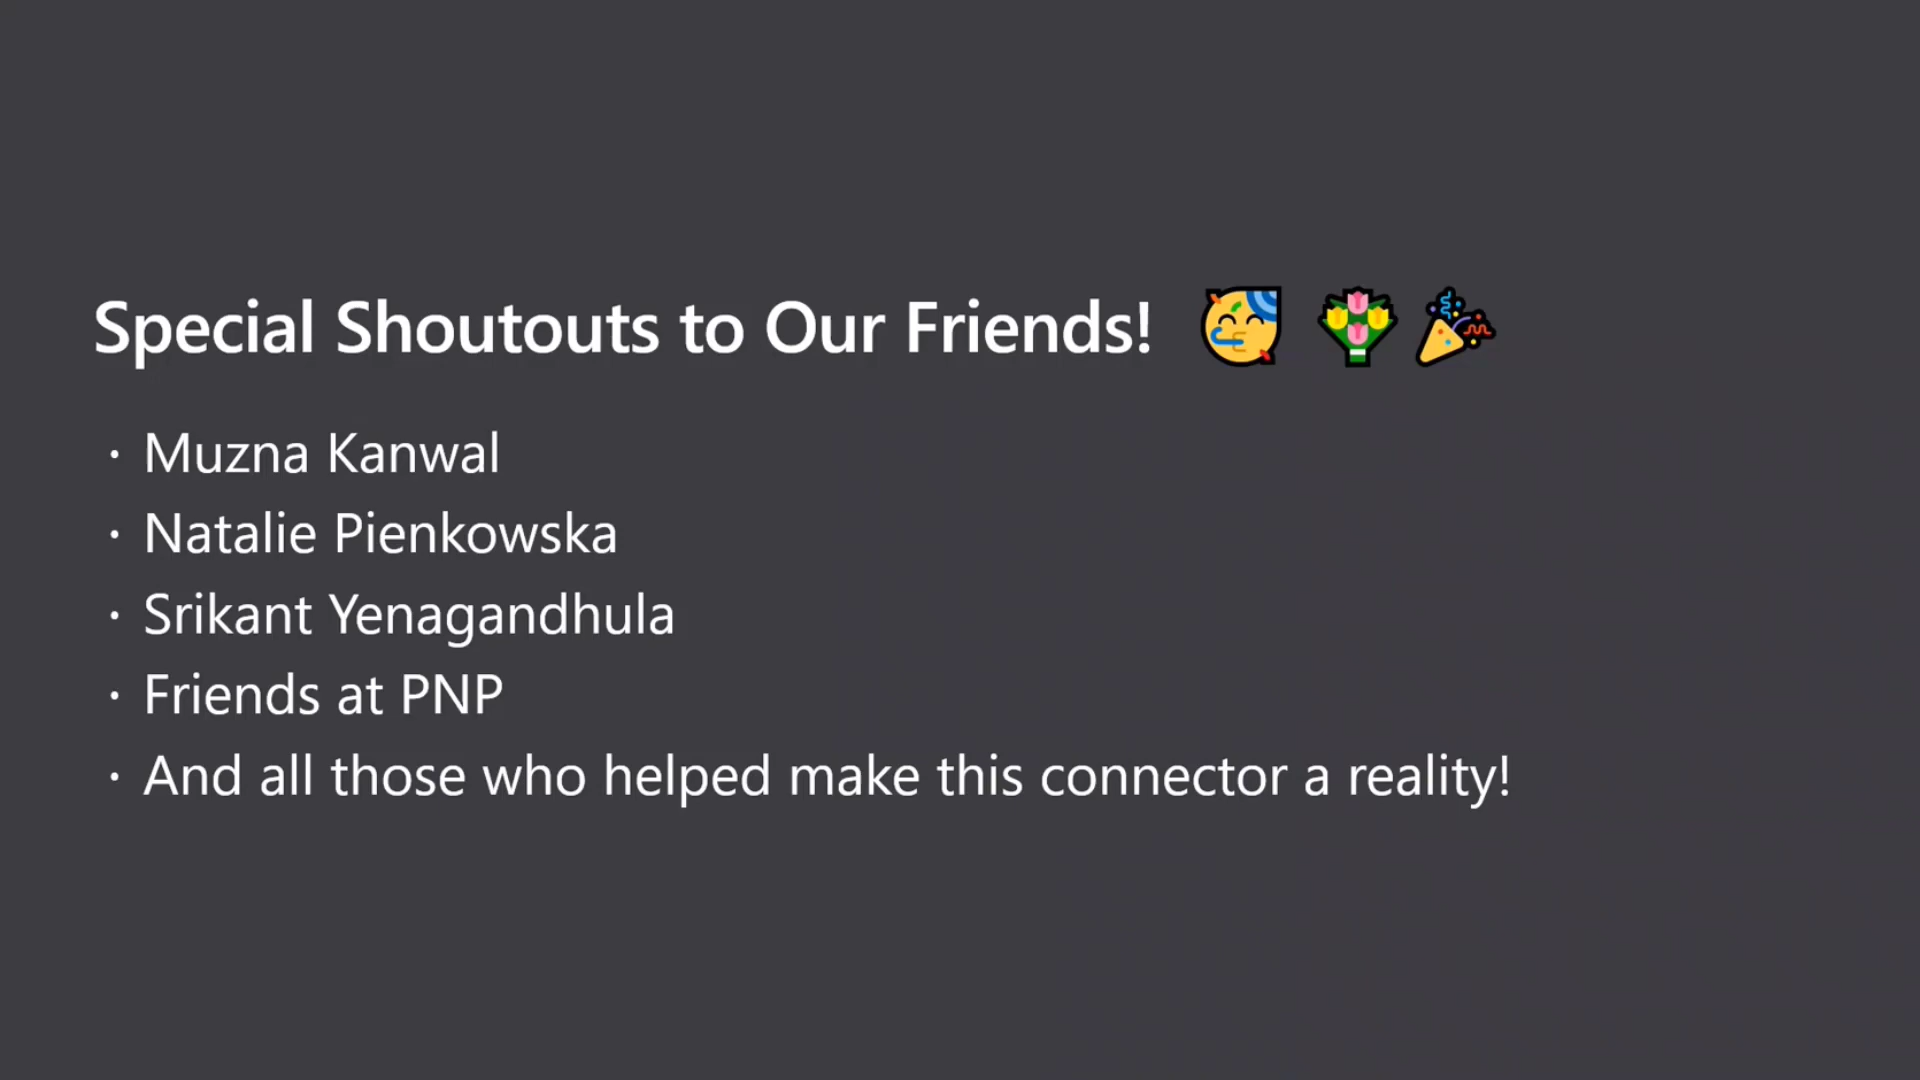 Special Shoutouts to Our Friends! 🥳 💐 🎉
· Muzna Kanwal
· Natalie Pienkowska
· Srikant Yenagandhula
· Friends at PNP
· And all those who helped make this connector a reality!